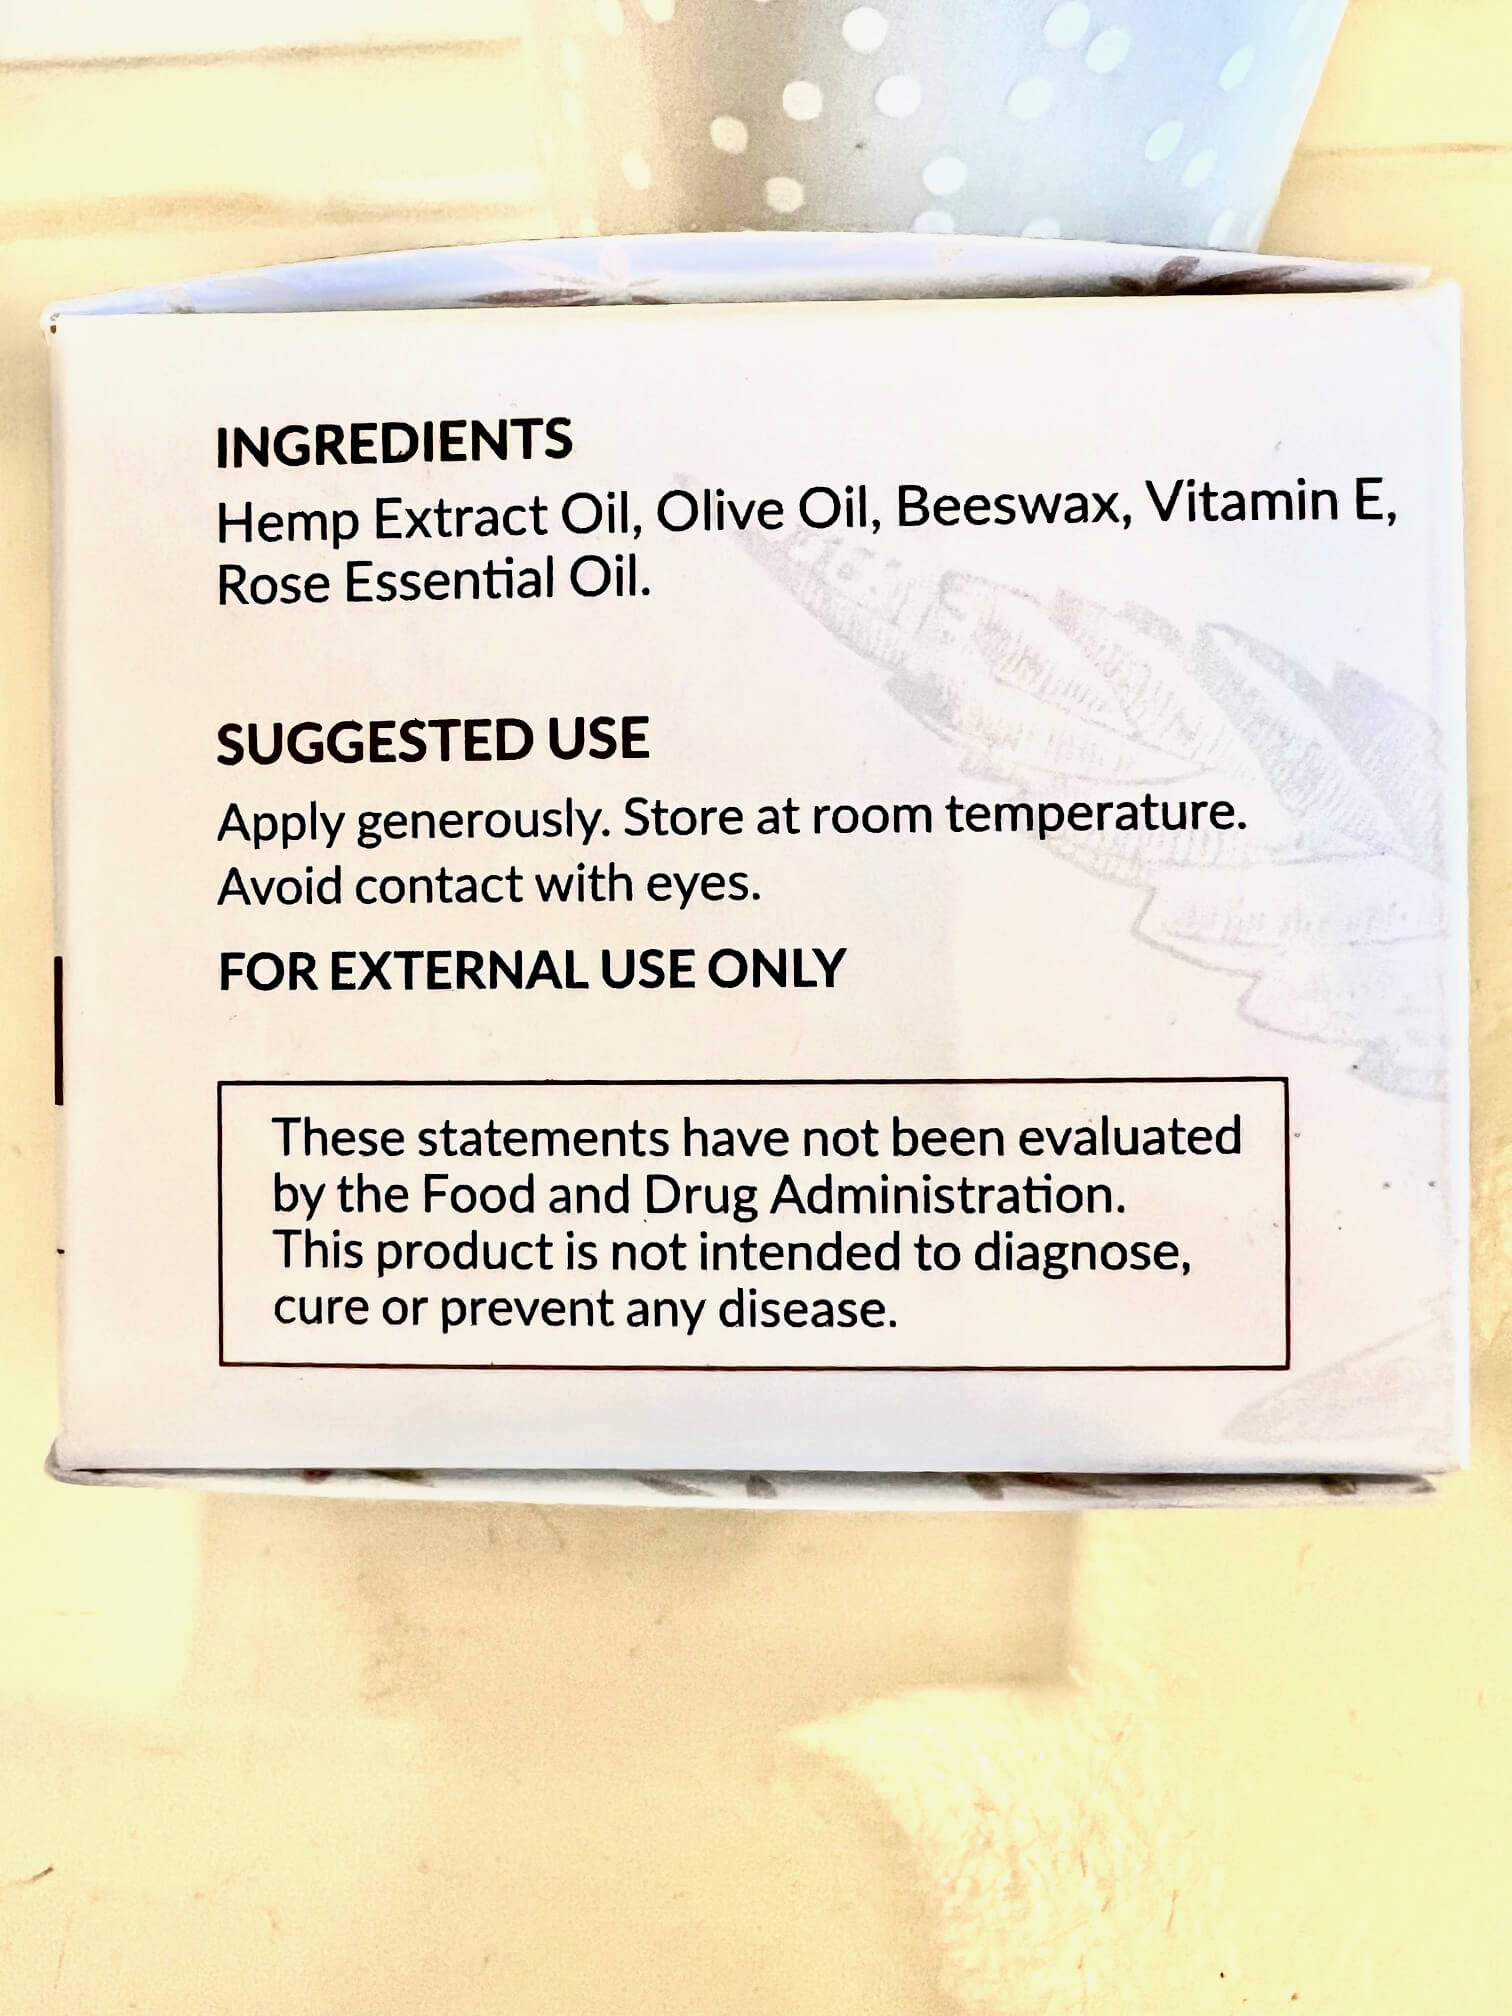 INGREDIENTS
Hemp Extract Oil, Olive Oil, Beeswax, Vitamin E,
Rose Essential Oil.
SUGGESTED USE
Apply generously. Store at room temperature.
Avoid contact with eyes.
FOR EXTERNAL USE ONLY
These statements have not been evaluated
by the Food and Drug Administration.
This product is not intended to diagnose,
cure or prevent any disease.